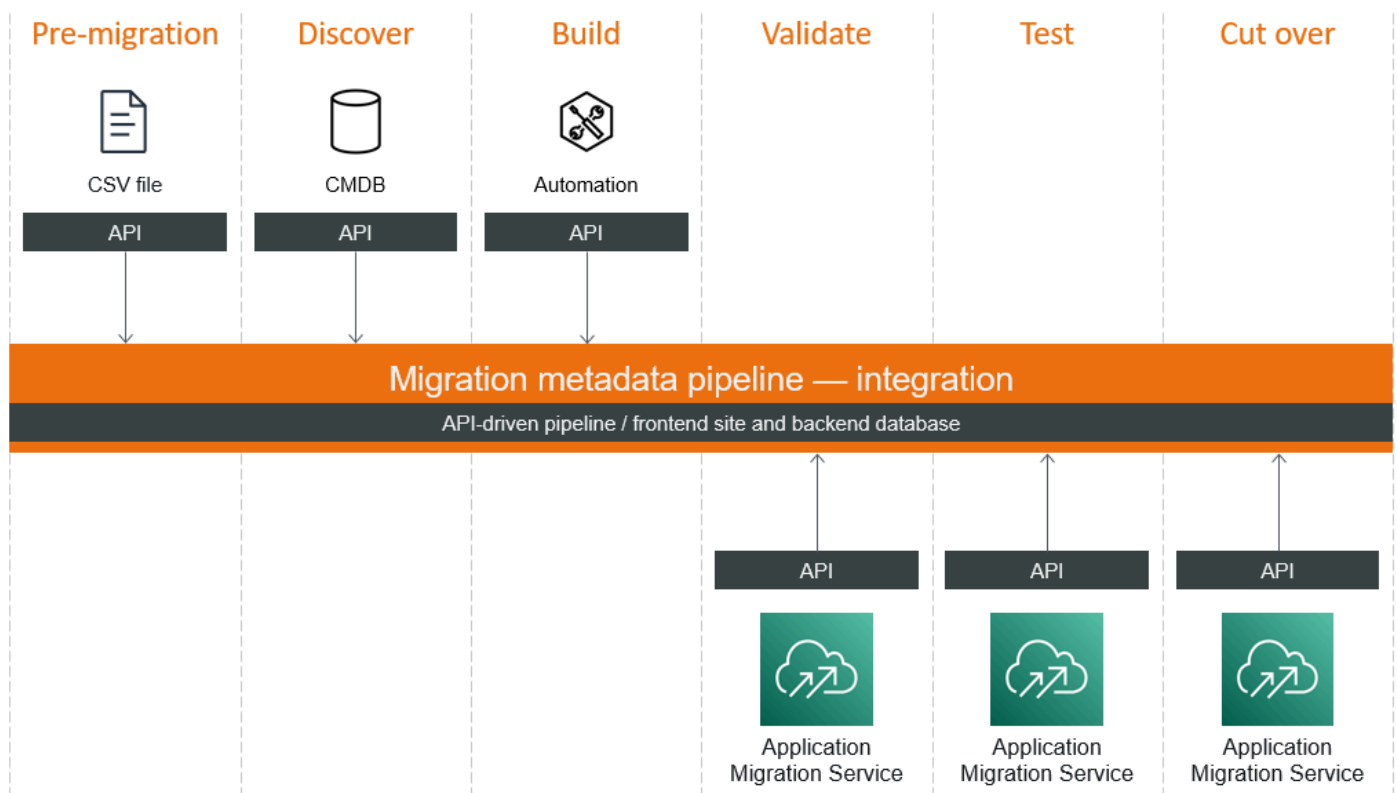 Pre-migration
Discover
Build
Validate
Test
Cut over
CSV file
CMDB
Automation
API
API
API
Migration metadata pipeline — integration
API-driven pipeline / frontend site and backend database
API
API
API
Application
Migration Service
Application
Migration Service
Application
Migration Service